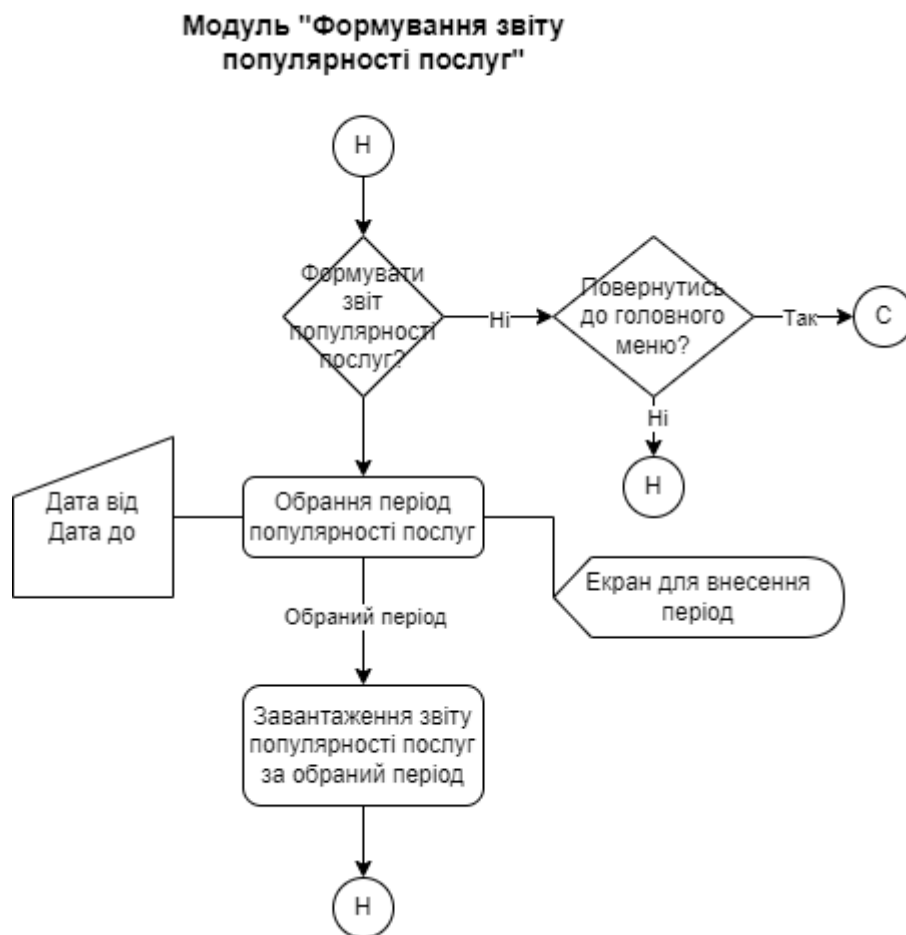 Модуль "Формування звіту
популярності послуг"
Н
Формувати
звіт
популярності
послуг?
Ні
Повернутись
до головного
меню?
Так
С
Ні
Н
Дата від
Дата до
Обрання період
популярності послуг
Екран для внесення
період
Обраний період
Завантаження звіту
популярності послуг
за обраний період
Н